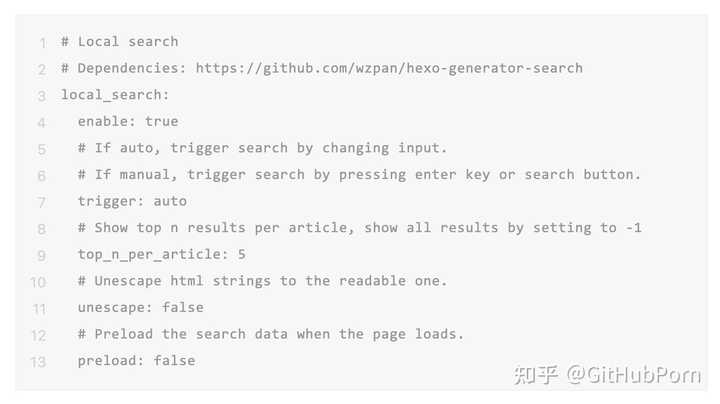 1 # Local search
2 # Dependencies: https://github.com/wzpan/hexo-generator-search
3 local_search:
4   enable: true
5   # If auto, trigger search by changing input.
6   # If manual, trigger search by pressing enter key or search button.
7   trigger: auto
8   # Show top n results per article, show all results by setting to -1
9   top_n_per_article: 5
10   # Unescape html strings to the readable one.
11   unescape: false
12   # Preload the search data when the page loads.
13   preload: false
知乎 @GitHubPorn